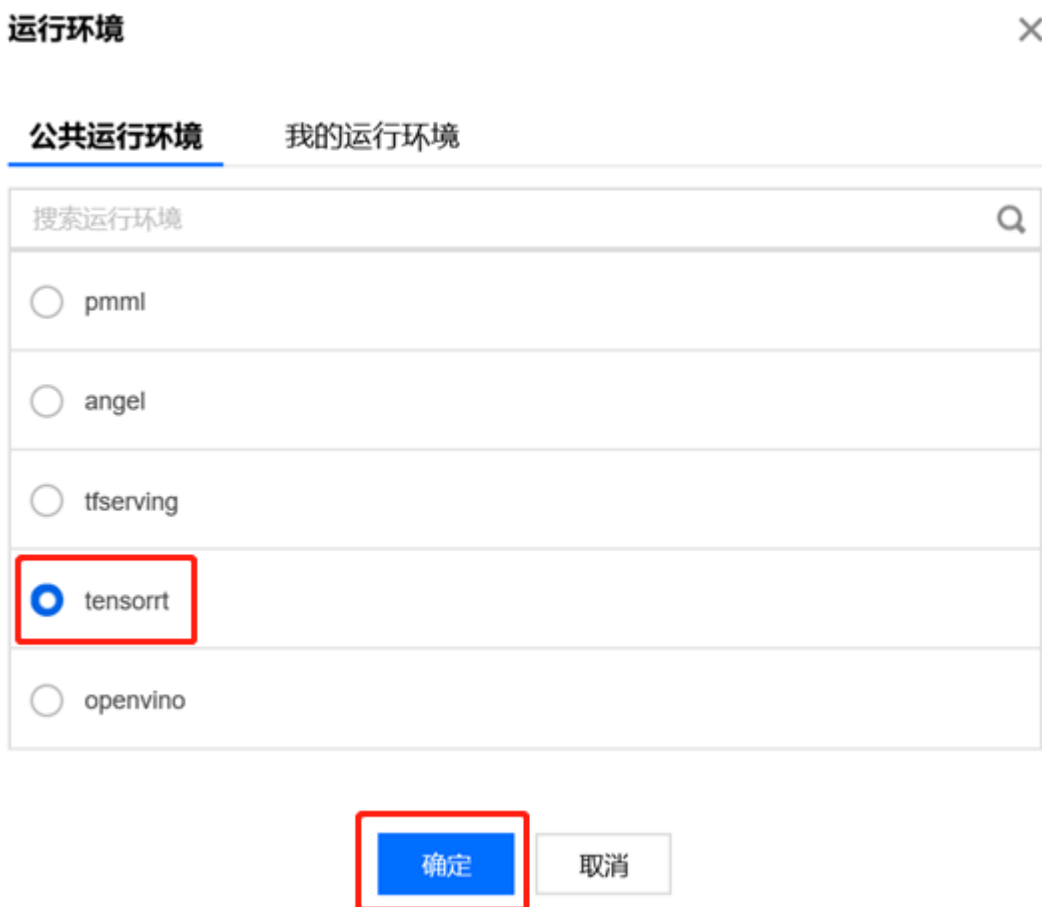 运行环境
公共运行环境 我的运行环境
搜索运行环境
pmml
angel
tfserving
tensorrt
openvino
确定 取消